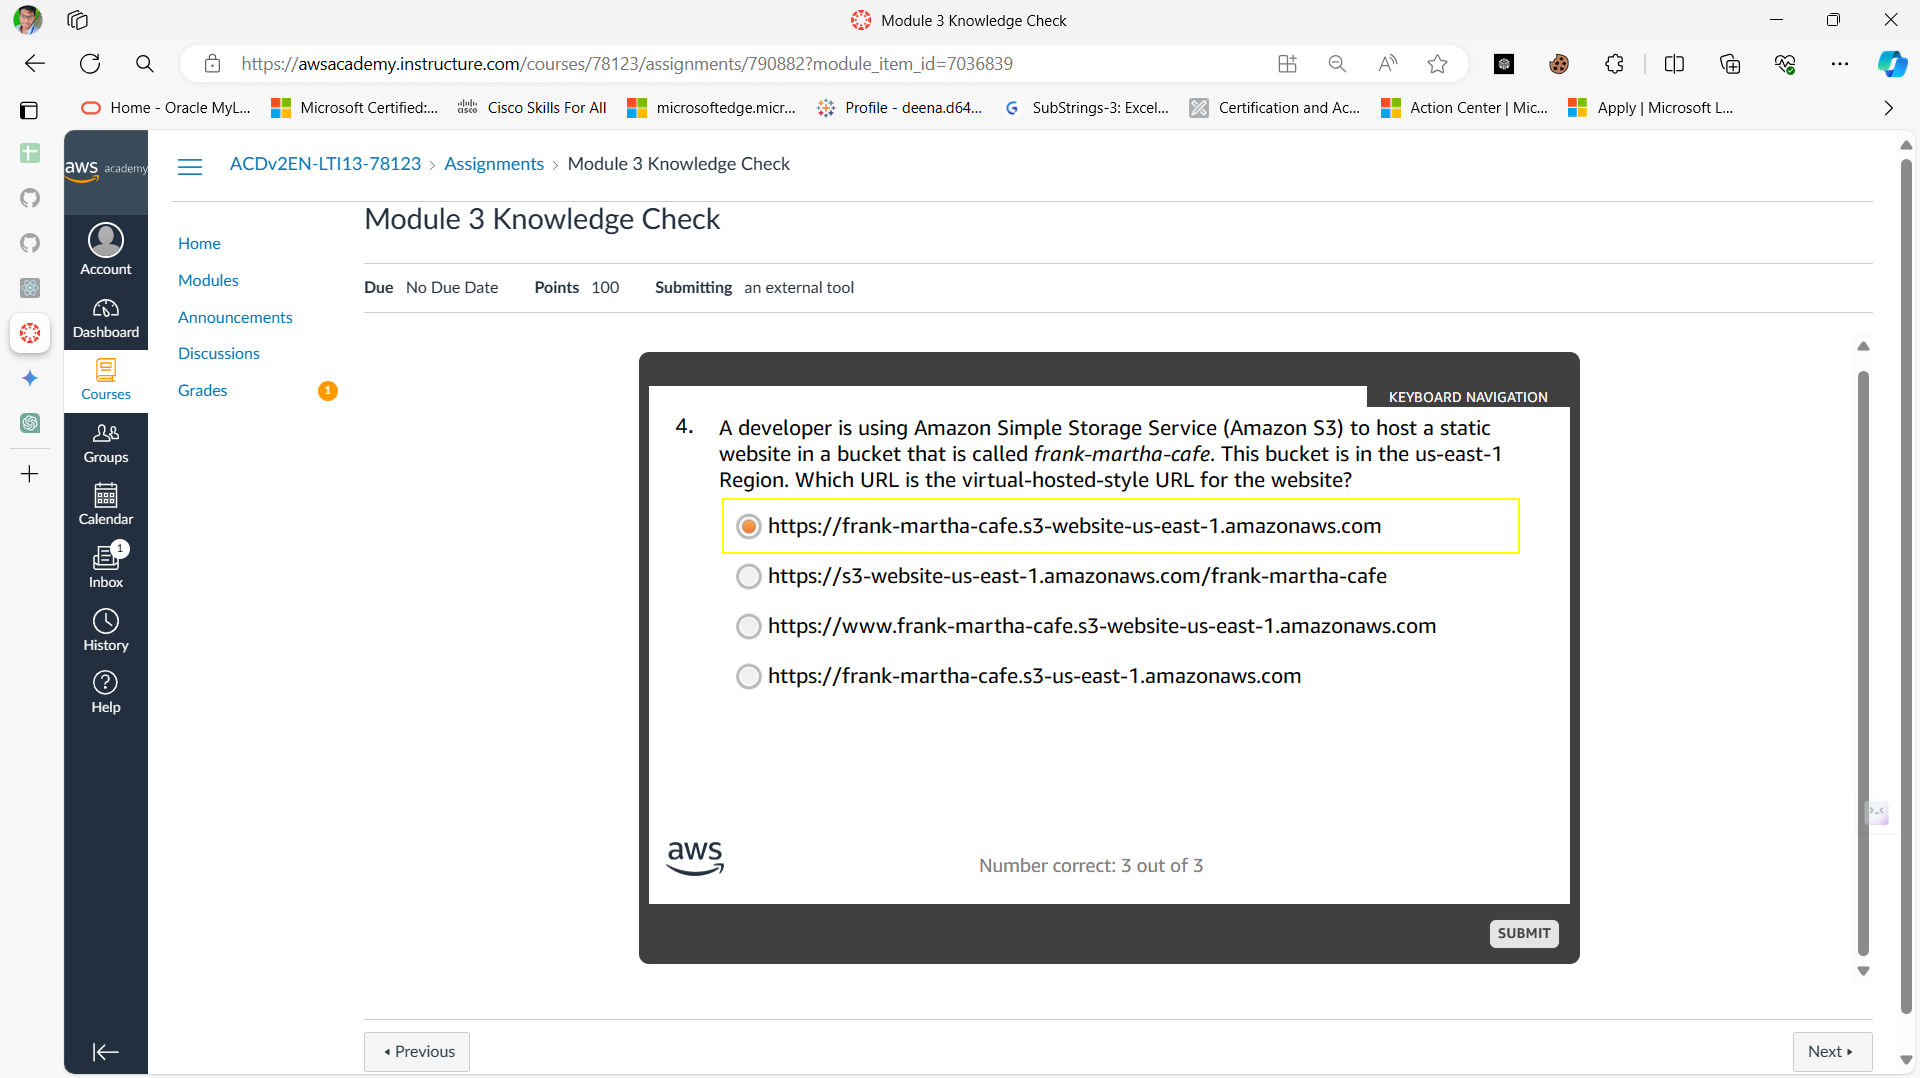 Module 3 Knowledge Check
https://awsacademy.instructure.com/courses/78123/assignments/790882?module_item_id=7036839
Home - Oracle MyL...
Microsoft Certified:...
Cisco Skills For All
microsoftedge.micr...
Profile - deena.d64...
SubStrings-3: Excel...
Certification and Ac...
Action Center | Mic...
Apply | Microsoft L...
aws academy
ACDv2EN-LTI13-78123 › Assignments › Module 3 Knowledge Check
Account
Dashboard
Courses
Groups
Calendar
1
Inbox
History
Help
Home
Modules
Announcements
Discussions
Grades 1
Module 3 Knowledge Check
Due No Due Date Points 100 Submitting an external tool
KEYBOARD NAVIGATION
4. A developer is using Amazon Simple Storage Service (Amazon S3) to host a static
website in a bucket that is called frank-martha-cafe. This bucket is in the us-east-1
Region. Which URL is the virtual-hosted-style URL for the website?
https://frank-martha-cafe.s3-website-us-east-1.amazonaws.com
https://s3-website-us-east-1.amazonaws.com/frank-martha-cafe
https://www.frank-martha-cafe.s3-website-us-east-1.amazonaws.com
https://frank-martha-cafe.s3-us-east-1.amazonaws.com
aws
Number correct: 3 out of 3
SUBMIT
Previous
Next